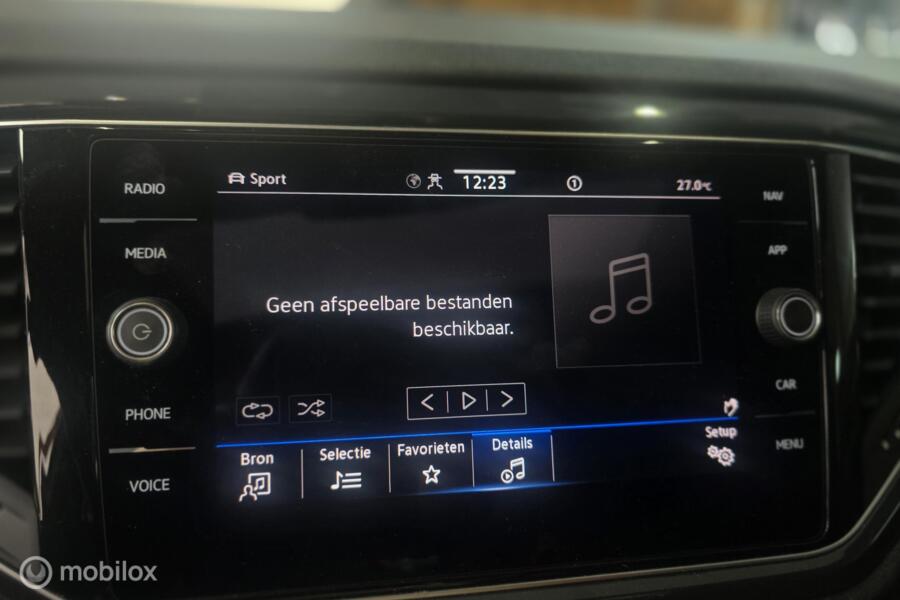 RADIO
MEDIA
PHONE
VOICE
Sport
12:23
1
27.0°C
Geen afspeelbare bestanden
beschikbaar.
Bron
Selectie
Favorieten
Details
Setup
NAV
APP
CAR
MENU
mobilox